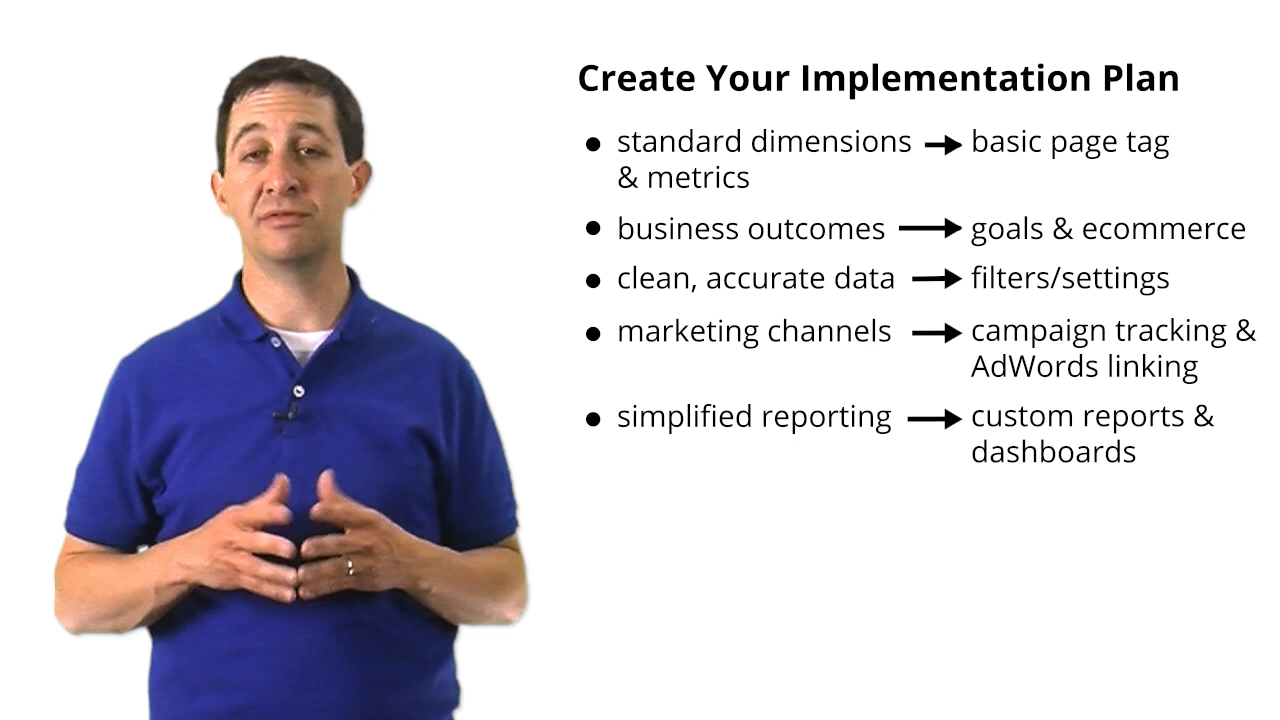 Create Your Implementation Plan
standard dimensions → basic page tag
& metrics
business outcomes → goals & ecommerce
clean, accurate data → filters/settings
marketing channels → campaign tracking &
AdWords linking
simplified reporting → custom reports &
dashboards